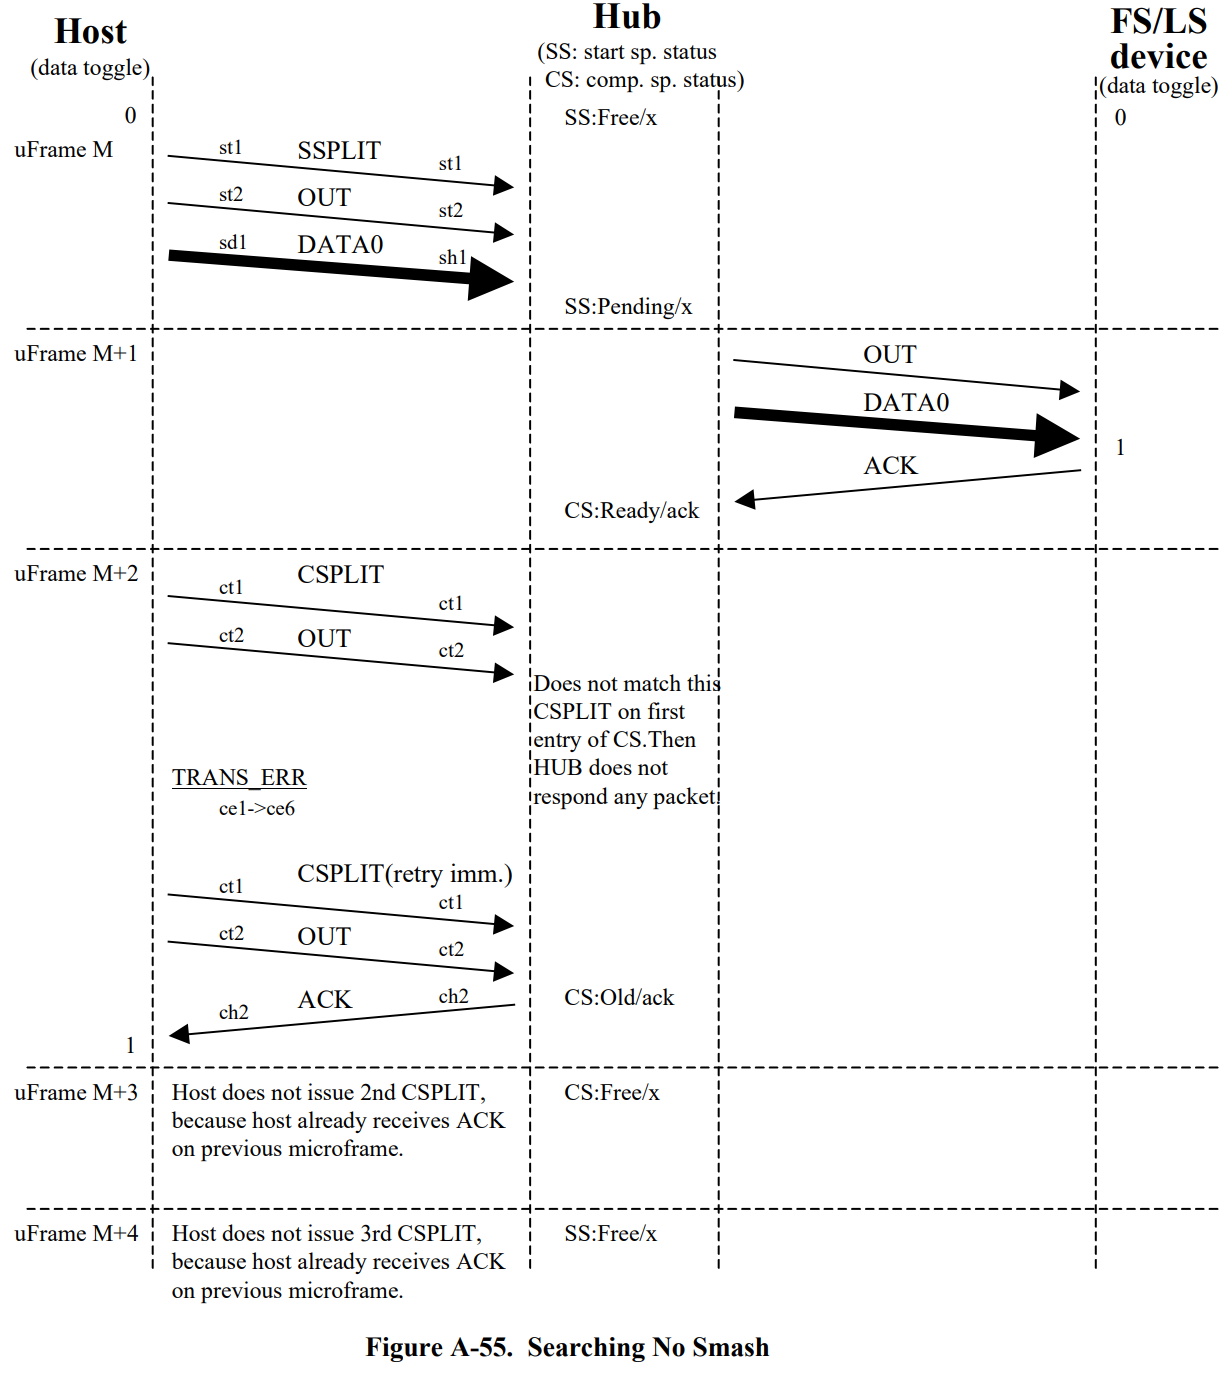 Host
(data toggle)
Hub
(SS: start sp. status
CS: comp. sp. status)
FS/LS
device
(data toggle)
0
SS:Free/x
0
uFrame M
st1
SSPLIT
st1
st2
OUT
st2
sd1
DATA0
sh1
SS:Pending/x
uFrame M+1
OUT
DATA0
1
ACK
CS:Ready/ack
uFrame M+2
CSPLIT
ct1
ct1
ct2
OUT
ct2
Does not match this
CSPLIT on first
entry of CS.Then
HUB does not
respond any packet.
TRANS_ERR
ce1->ce6
CSPLIT(retry imm.)
ct1
ct1
ct2
OUT
ct2
ACK
ch2
ch2
CS:Old/ack
1
uFrame M+3
Host does not issue 2nd CSPLIT,
because host already receives ACK
on previous microframe.
CS:Free/x
uFrame M+4
Host does not issue 3rd CSPLIT,
because host already receives ACK
on previous microframe.
SS:Free/x
Figure A-55. Searching No Smash